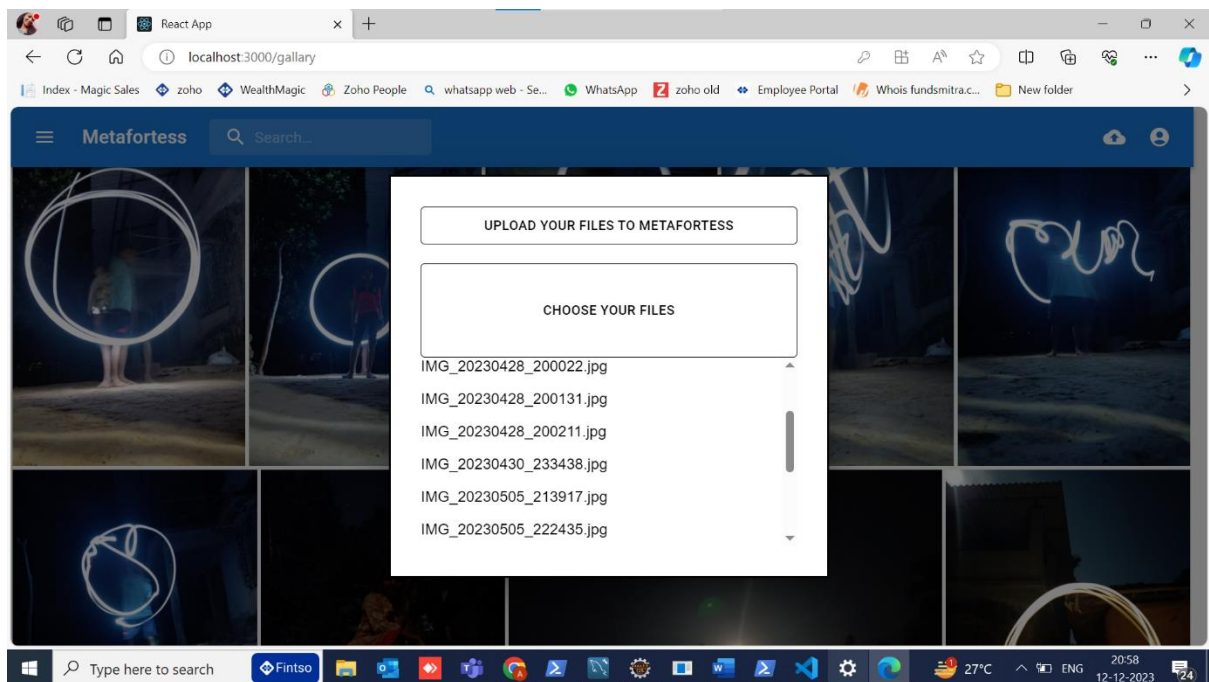 React App
localhost:3000/gallary
Index - Magic Sales zoho WealthMagic Zoho People whatsapp web - Se... WhatsApp Z zoho old Employee Portal Whois fundsmitra.c... New folder
Metafortess Search...
UPLOAD YOUR FILES TO METAFORTESS
CHOOSE YOUR FILES
IMG_20230428_200022.jpg
IMG_20230428_200131.jpg
IMG_20230428_200211.jpg
IMG_20230430_233438.jpg
IMG_20230505_213917.jpg
IMG_20230505_222435.jpg
Type here to search Fintso 27°C ENG 20:58
12-12-2023 24